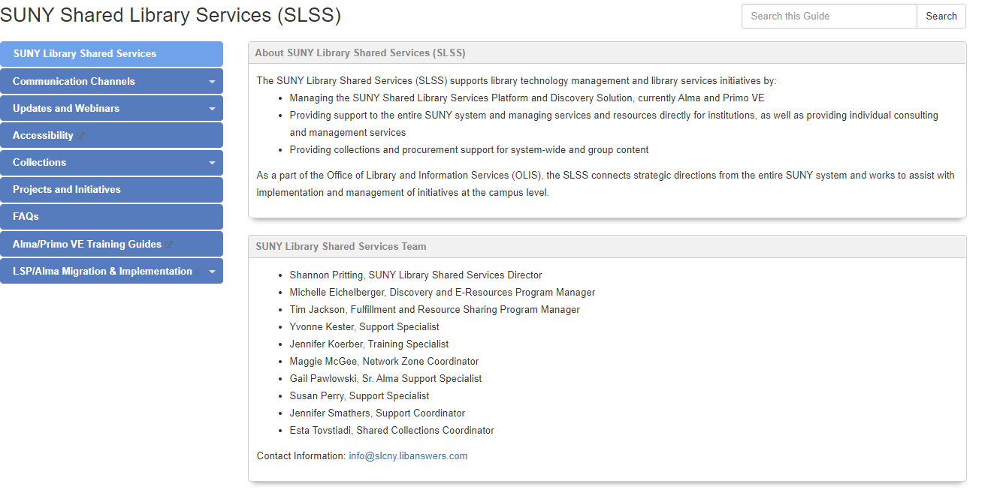 SUNY Shared Library Services (SLSS)
Search this Guide
Search
SUNY Library Shared Services
Communication Channels
Updates and Webinars
Accessibility
Collections
Projects and Initiatives
FAQs
Alma/Primo VE Training Guides
LSP/Alma Migration & Implementation
About SUNY Library Shared Services (SLSS)
The SUNY Library Shared Services (SLSS) supports library technology management and library services initiatives by:
• Managing the SUNY Shared Library Services Platform and Discovery Solution, currently Alma and Primo VE
• Providing support to the entire SUNY system and managing services and resources directly for institutions, as well as providing individual consulting
and management services
• Providing collections and procurement support for system-wide and group content
As a part of the Office of Library and Information Services (OLIS), the SLSS connects strategic directions from the entire SUNY system and works to assist with
implementation and management of initiatives at the campus level.
SUNY Library Shared Services Team
• Shannon Pritting, SUNY Library Shared Services Director
• Michelle Eichelberger, Discovery and E-Resources Program Manager
• Tim Jackson, Fulfillment and Resource Sharing Program Manager
• Yvonne Kester, Support Specialist
• Jennifer Koerber, Training Specialist
• Maggie McGee, Network Zone Coordinator
• Gail Pawlowski, Sr. Alma Support Specialist
• Susan Perry, Support Specialist
• Jennifer Smathers, Support Coordinator
• Esta Tovstiadi, Shared Collections Coordinator
Contact Information: info@slcny.libanswers.com